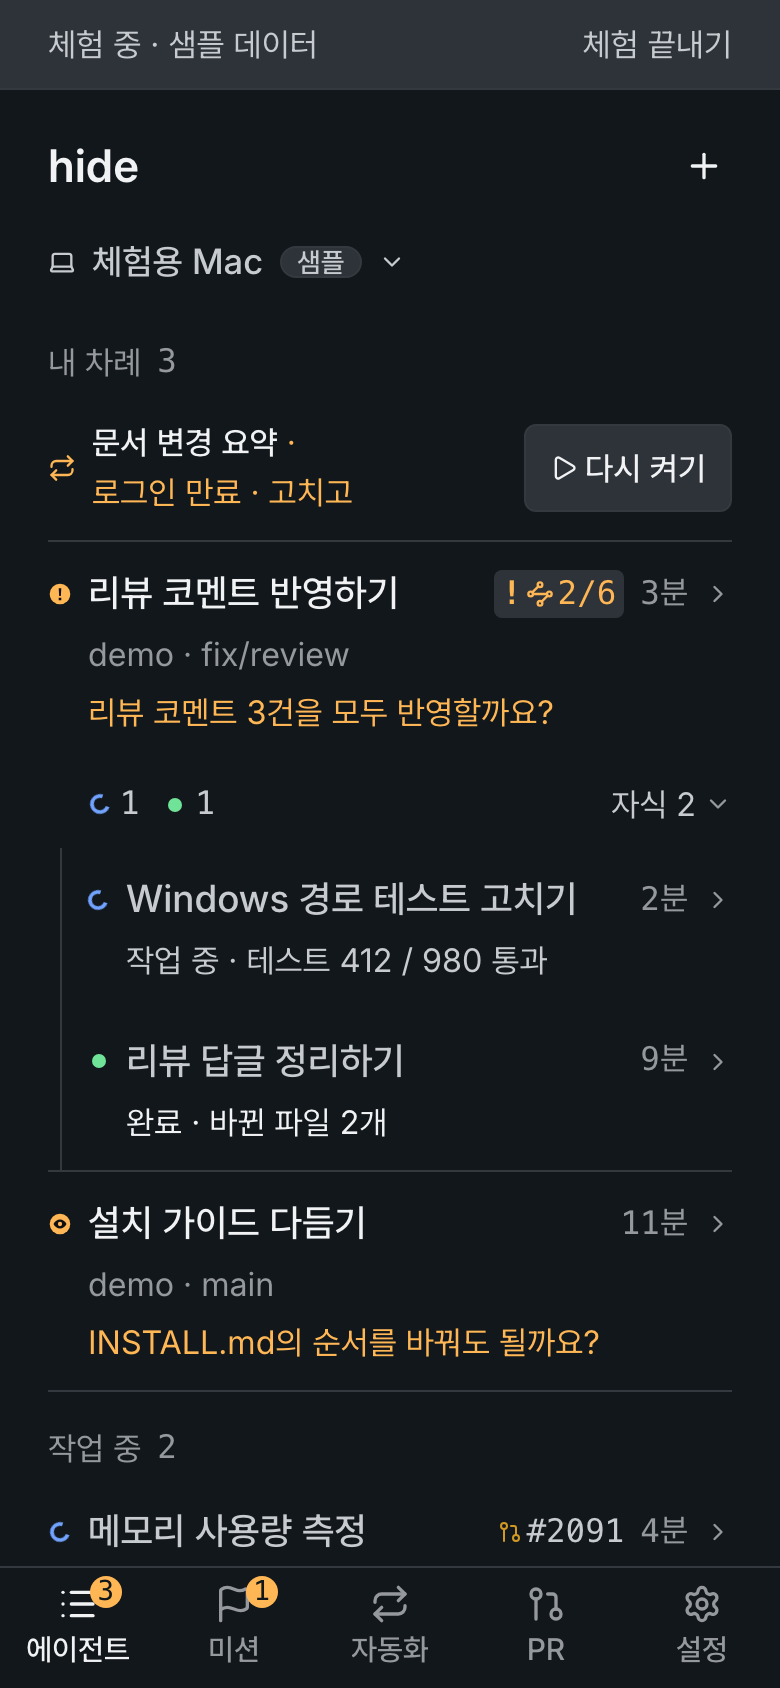 체험 중 · 샘플 데이터 체험 끝내기
hide
체험용 Mac 샘플
내 차례 3
문서 변경 요약 ·
로그인 만료 · 고치고
다시 켜기
리뷰 코멘트 반영하기 ! 2/6 3분
demo · fix/review
리뷰 코멘트 3건을 모두 반영할까요?
1 1 자식 2
Windows 경로 테스트 고치기 2분
작업 중 · 테스트 412 / 980 통과
리뷰 답글 정리하기 9분
완료 · 바뀐 파일 2개
설치 가이드 다듬기 11분
demo · main
INSTALL.md의 순서를 바꿔도 될까요?
작업 중 2
메모리 사용량 측정 #2091 4분
3 1
에이전트 미션 자동화 PR 설정